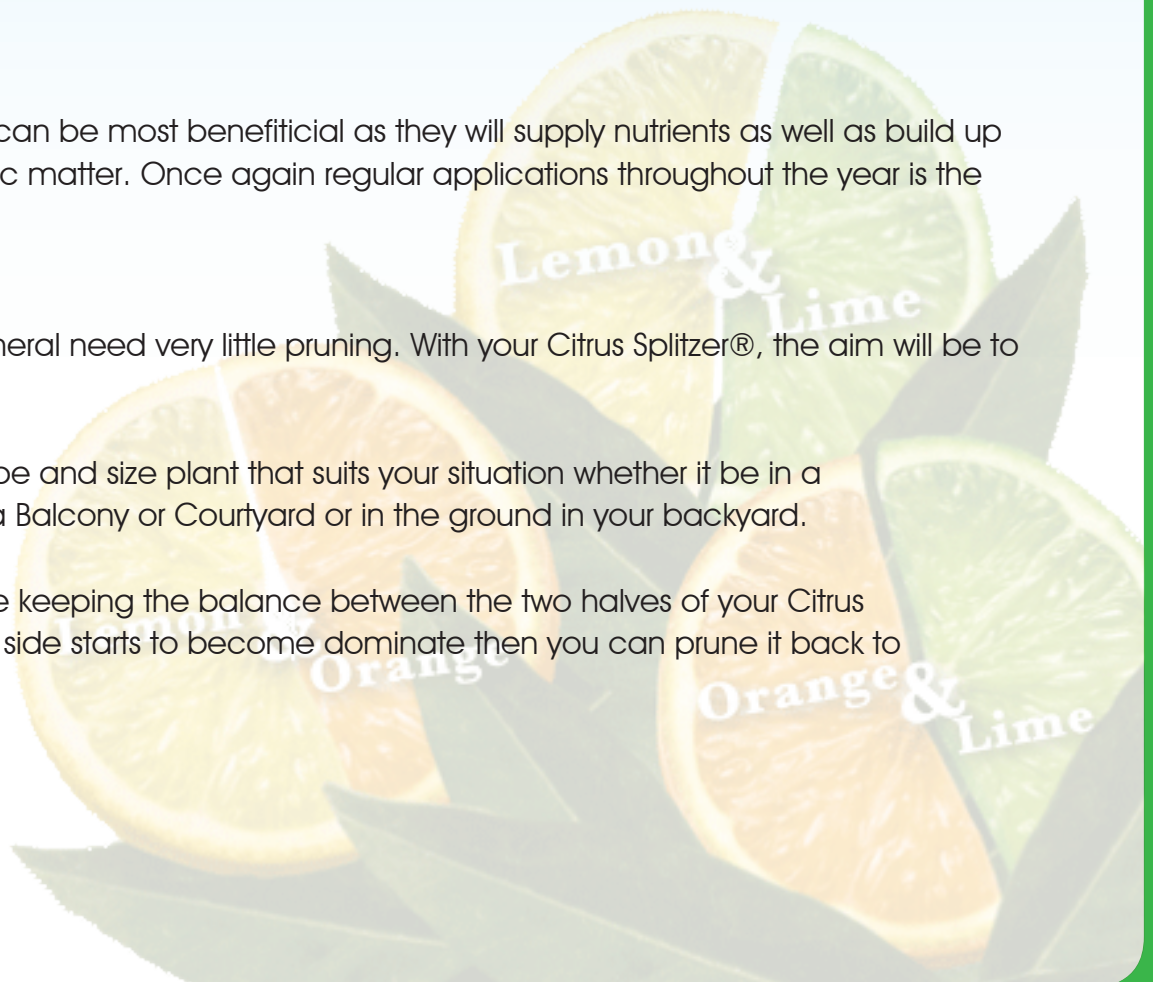 can be most benefiticial as they will supply nutrients as well as build up
c matter. Once again regular applications throughout the year is the
Lemon & Lime
neral need very little pruning. With your Citrus Splitzer®, the aim will be to
pe and size plant that suits your situation whether it be in a
a Balcony or Courtyard or in the ground in your backyard.
e keeping the balance between the two halves of your Citrus
side starts to become dominate then you can prune it back to
Lemon & Orange
Orange & Lime